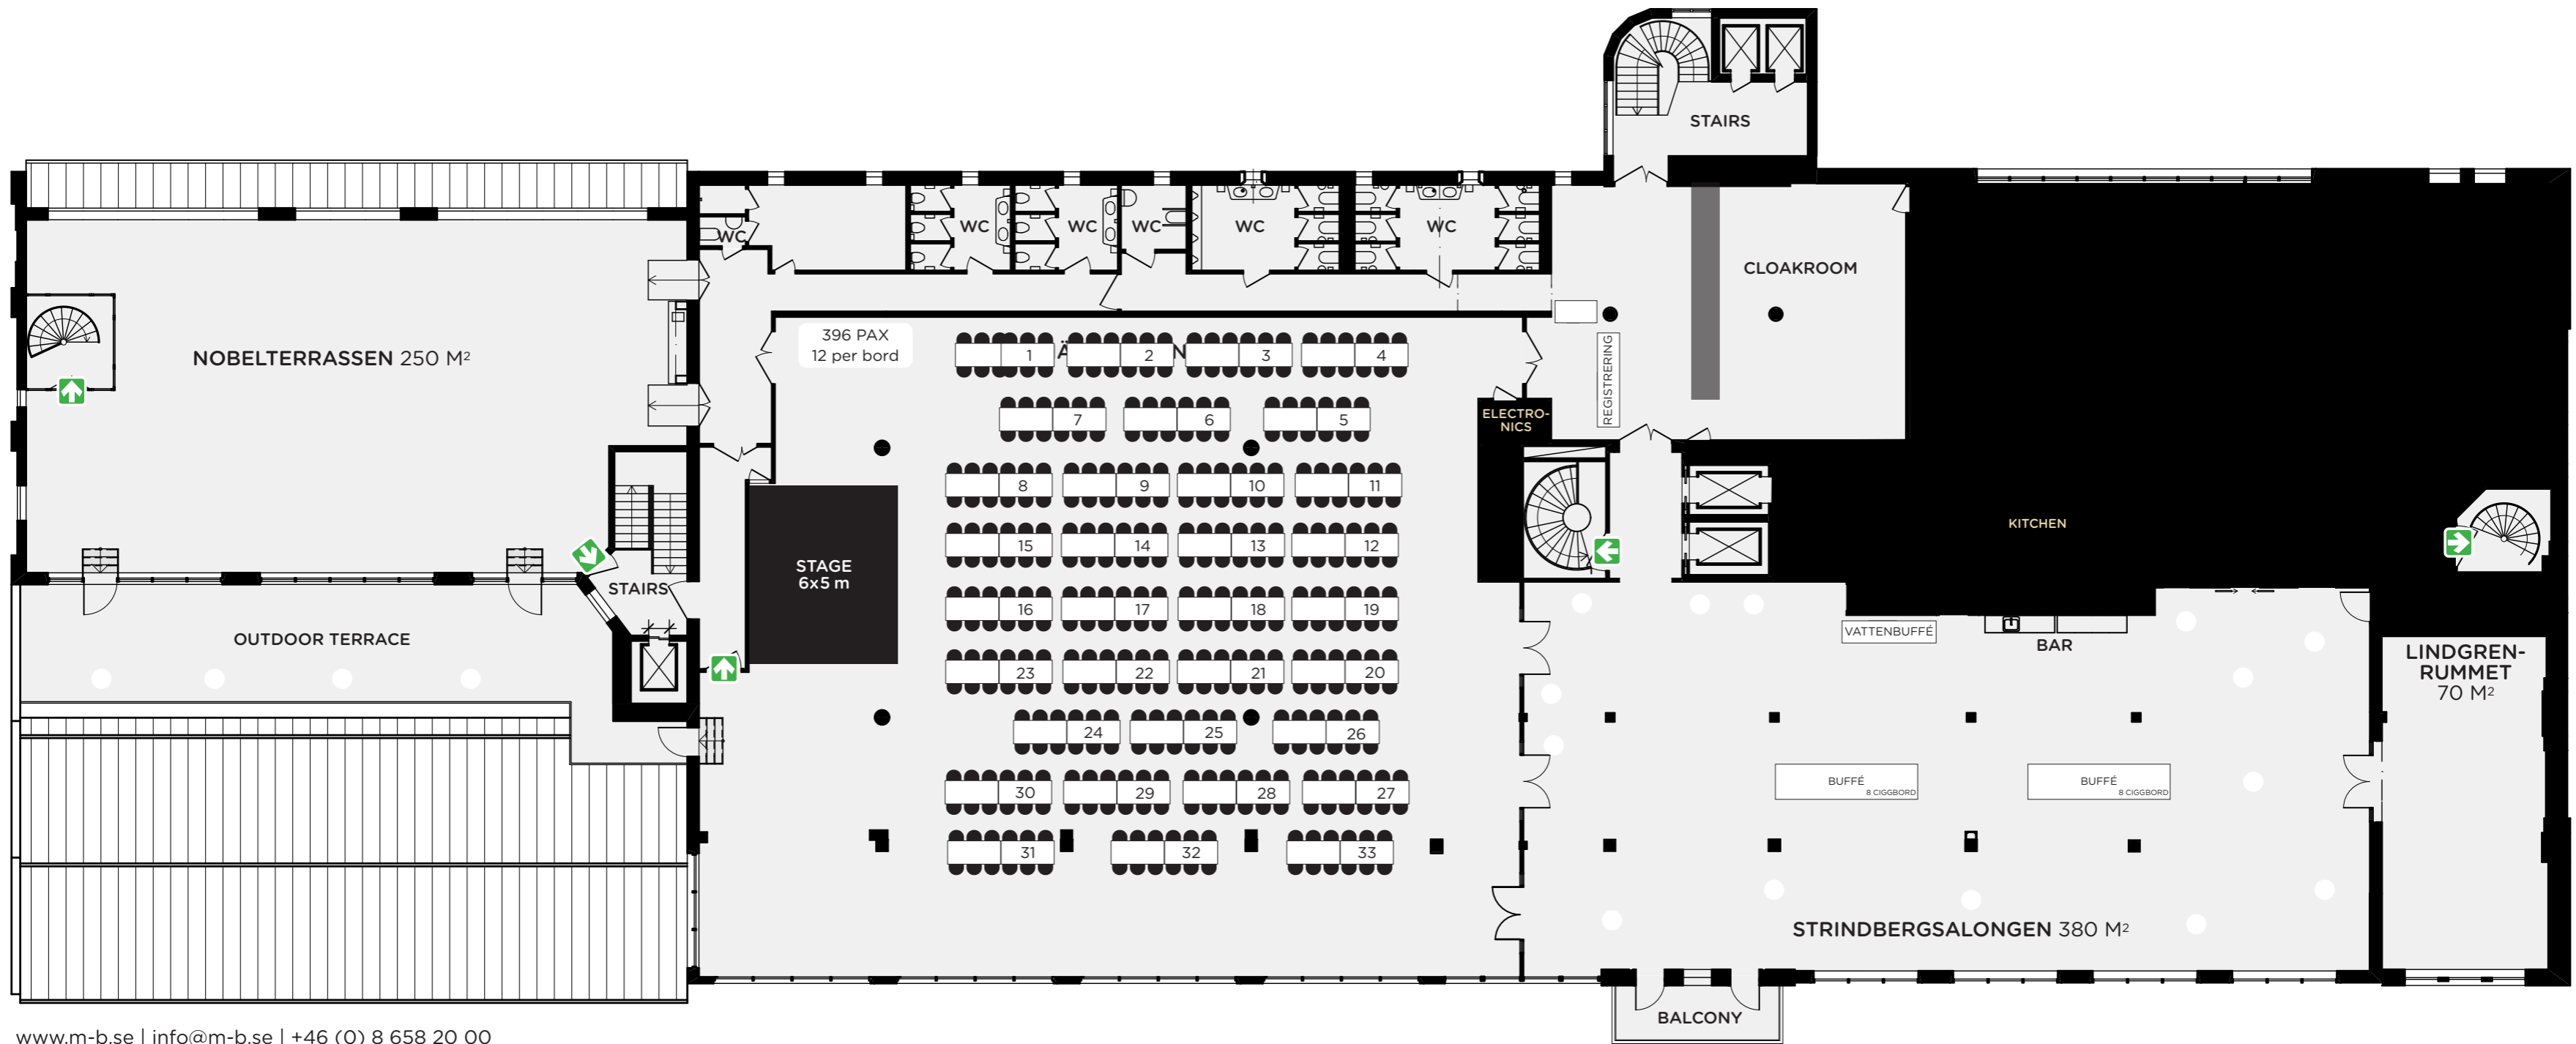 STAIRS
WC
WC
WC
WC
WC
WC
CLOAKROOM
396 PAX
12 per bord
NOBELTERRASSEN 250 M²
REGISTRERING
1
2
3
4
7
6
5
ELECTRO-
NICS
8
9
10
11
15
14
13
12
KITCHEN
STAGE
6x5 m
STAIRS
16
17
18
19
OUTDOOR TERRACE
VATTENBUFFÉ
BAR
LINDGREN-
RUMMET
70 M²
23
22
21
20
24
25
26
30
29
28
27
BUFFÉ
8 CIGGBORD
BUFFÉ
8 CIGGBORD
31
32
33
STRINDBERGSALONGEN 380 M²
BALCONY
www.m-b.se | info@m-b.se | +46 (0) 8 658 20 00